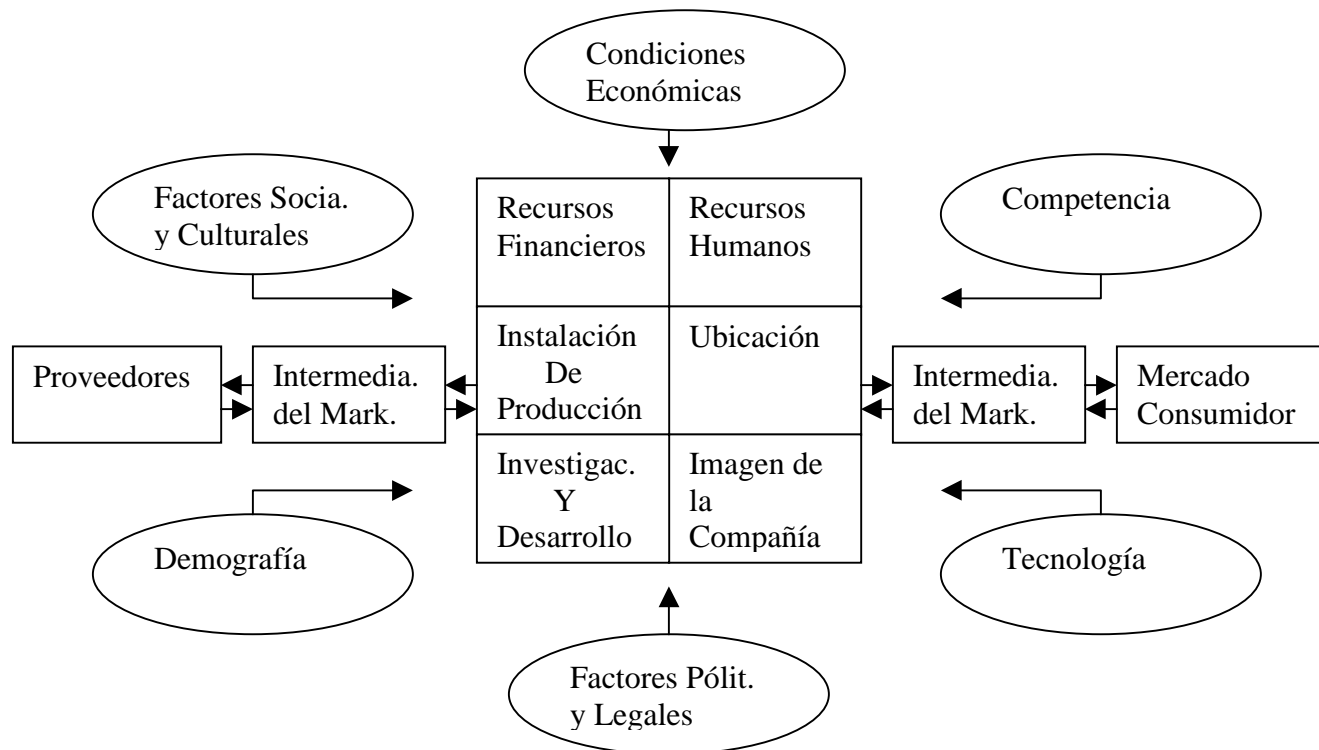 Condiciones
Económicas
Factores Socia.
y Culturales
Competencia
Recursos
Financieros
Recursos
Humanos
Instalación
De
Producción
Ubicación
Proveedores
Intermedia.
del Mark.
Intermedia.
del Mark.
Mercado
Consumidor
Investigac.
Y
Desarrollo
Imagen de
la
Compañía
Demografía
Tecnología
Factores Pólit.
y Legales